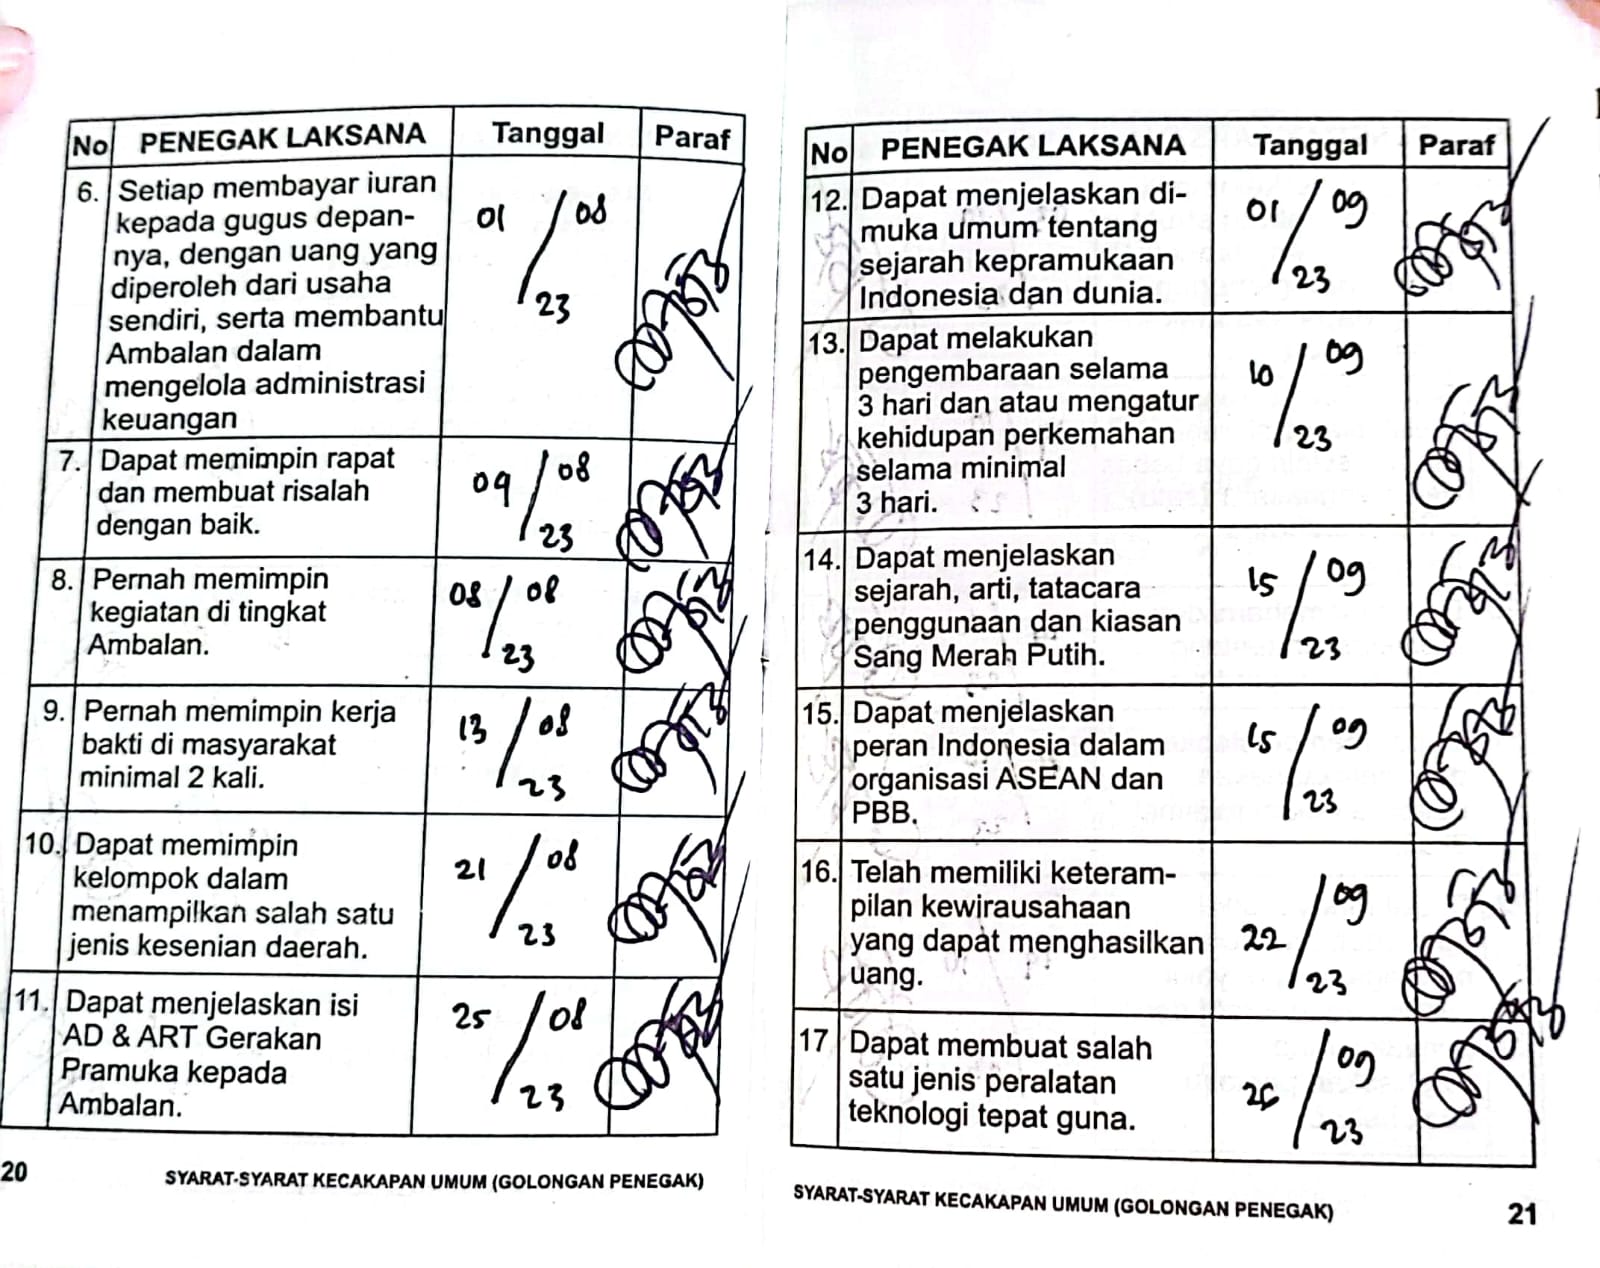 No PENEGAK LAKSANA Tanggal Paraf
6. Setiap membayar iuran
kepada gugus depan-
nya, dengan uang yang
diperoleh dari usaha
sendiri, serta membantu
Ambalan dalam
mengelola administrasi
keuangan
01/08
23
7. Dapat memimpin rapat
dan membuat risalah
dengan baik.
09/08
23
8. Pernah memimpin
kegiatan di tingkat
Ambalan.
08/08
23
9. Pernah memimpin kerja
bakti di masyarakat
minimal 2 kali.
13/08
23
10. Dapat memimpin
kelompok dalam
menampilkan salah satu
jenis kesenian daerah.
21/08
23
11. Dapat menjelaskan isi
AD & ART Gerakan
Pramuka kepada
Ambalan.
25/08
23
20
SYARAT-SYARAT KECAKAPAN UMUM (GOLONGAN PENEGAK)
No PENEGAK LAKSANA Tanggal Paraf
12. Dapat menjelaskan di-
muka umum tentang
sejarah kepramukaan
Indonesia dan dunia.
01/09
23
13. Dapat melakukan
pengembaraan selama
3 hari dan atau mengatur
kehidupan perkemahan
selama minimal
3 hari.
10/09
23
14. Dapat menjelaskan
sejarah, arti, tatacara
penggunaan dan kiasan
Sang Merah Putih.
15/09
23
15. Dapat menjelaskan
peran Indonesia dalam
organisasi ASEAN dan
PBB.
15/09
23
16. Telah memiliki keteram-
pilan kewirausahaan
yang dapat menghasilkan
uang.
22/09
23
17. Dapat membuat salah
satu jenis peralatan
teknologi tepat guna.
26/09
23
SYARAT-SYARAT KECAKAPAN UMUM (GOLONGAN PENEGAK)
21